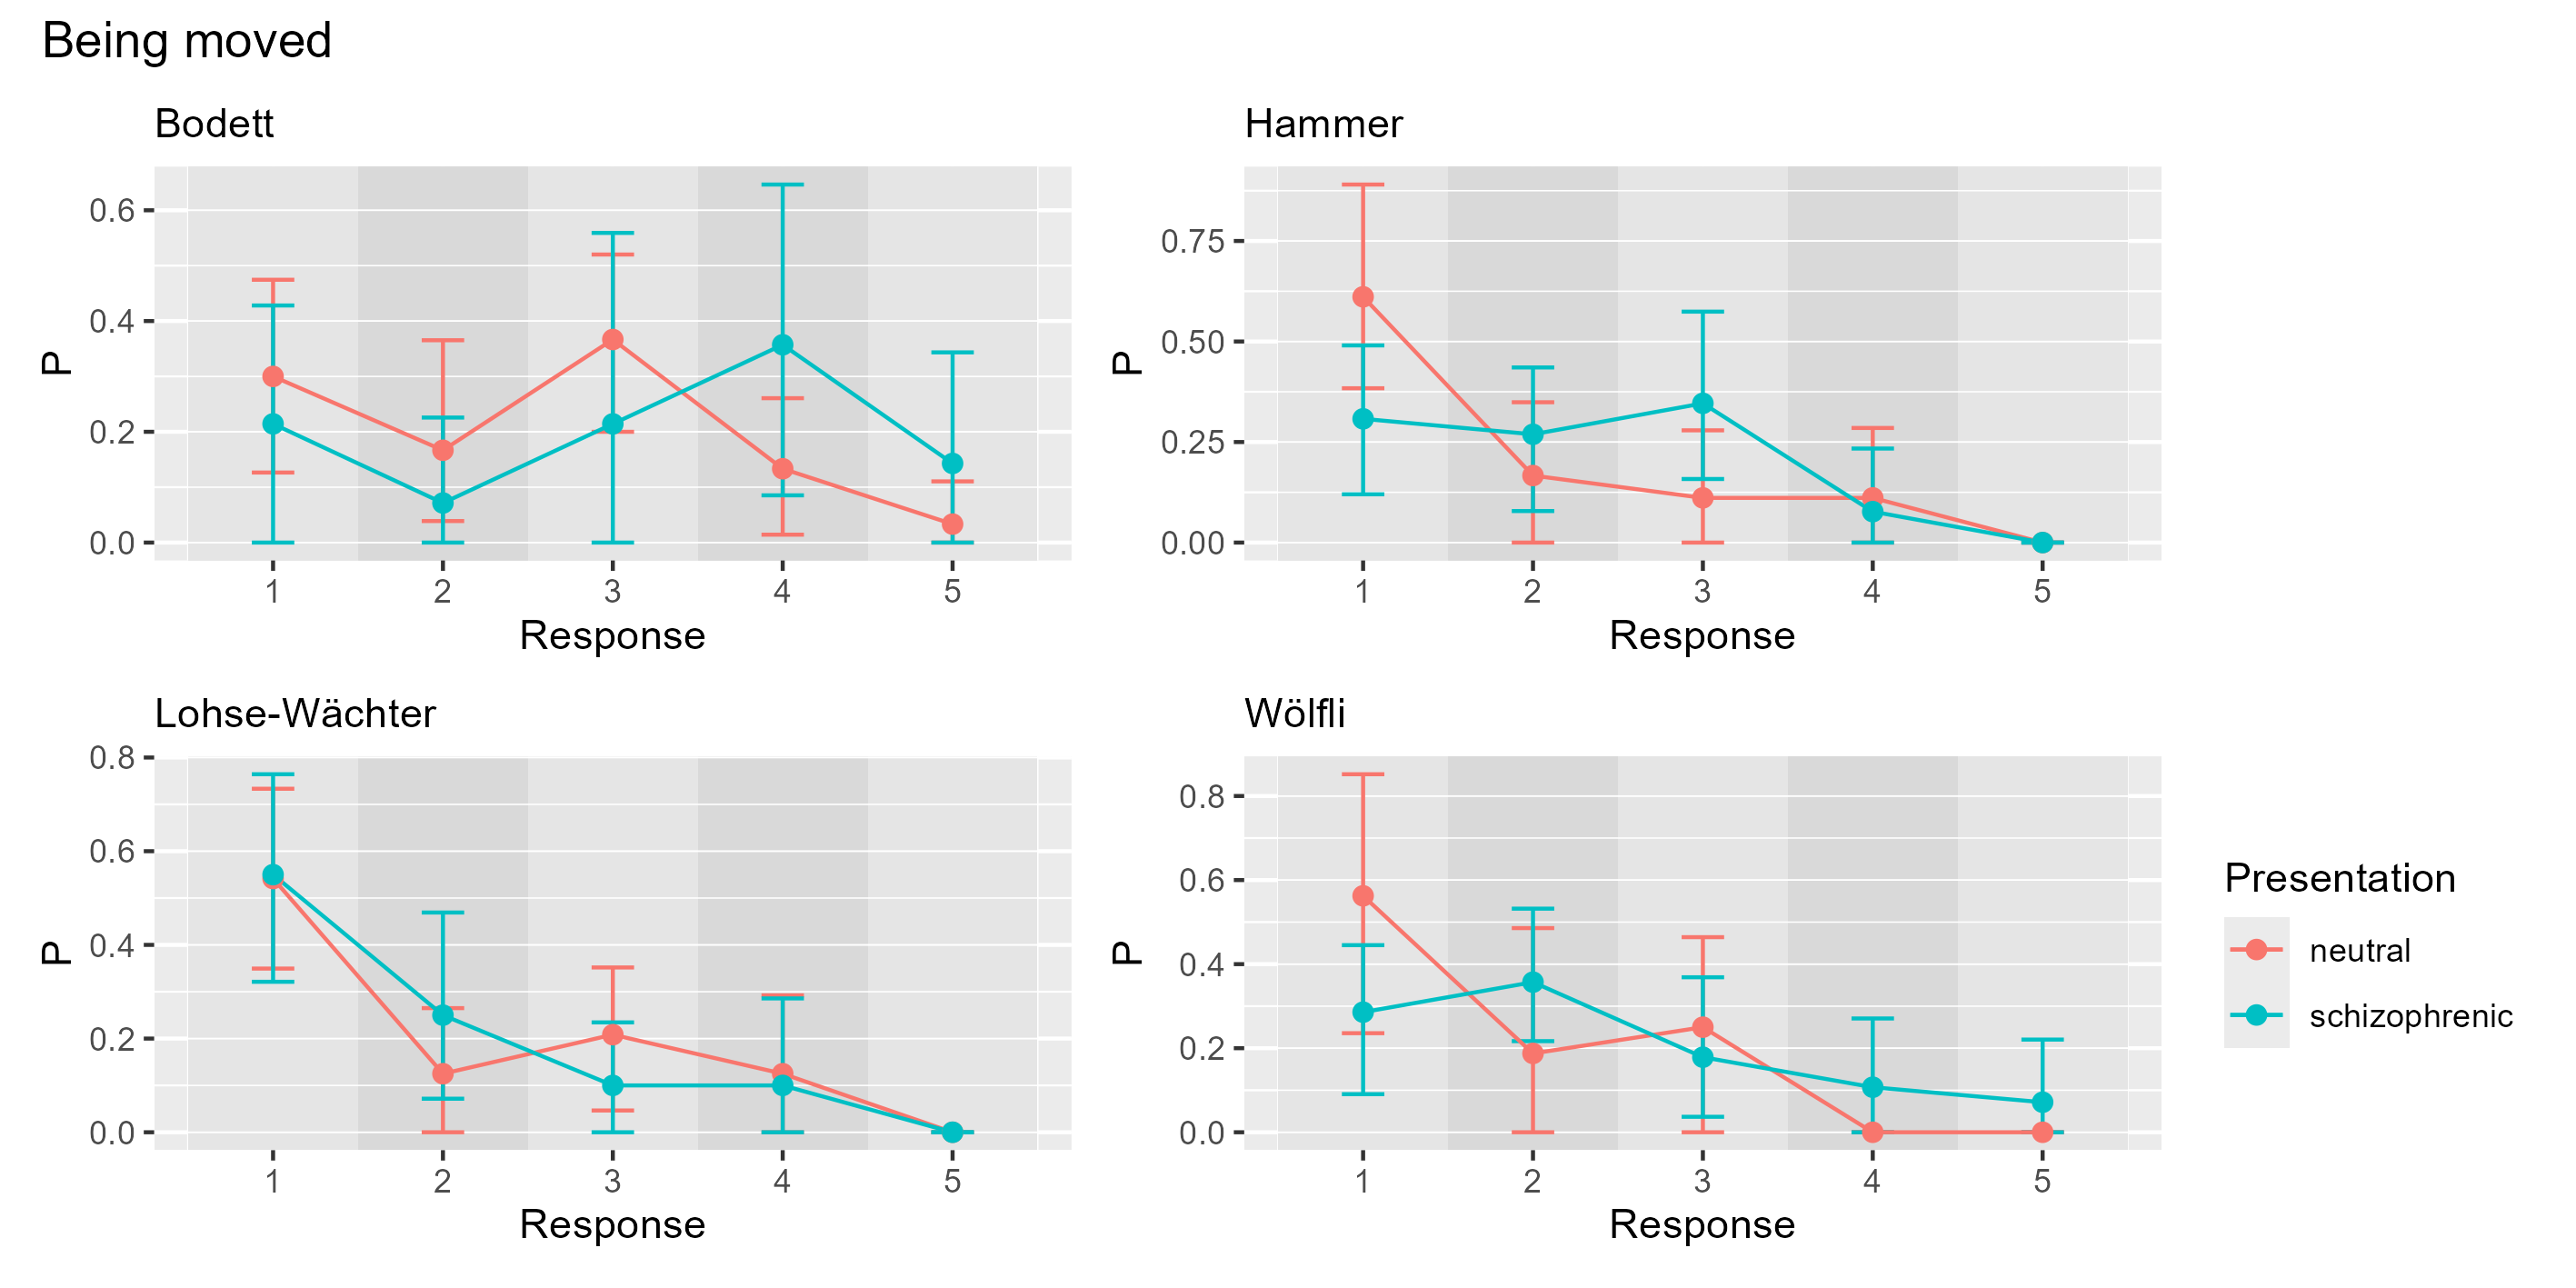 Being moved
Bodett
P
0.6
0.4
0.2
0.0
1 2 3 4 5
Response
Hammer
P
0.75
0.50
0.25
0.00
1 2 3 4 5
Response
Lohse-Wächter
P
0.8
0.6
0.4
0.2
0.0
1 2 3 4 5
Response
Wölfli
P
0.8
0.6
0.4
0.2
0.0
1 2 3 4 5
Response
Presentation
neutral
schizophrenic